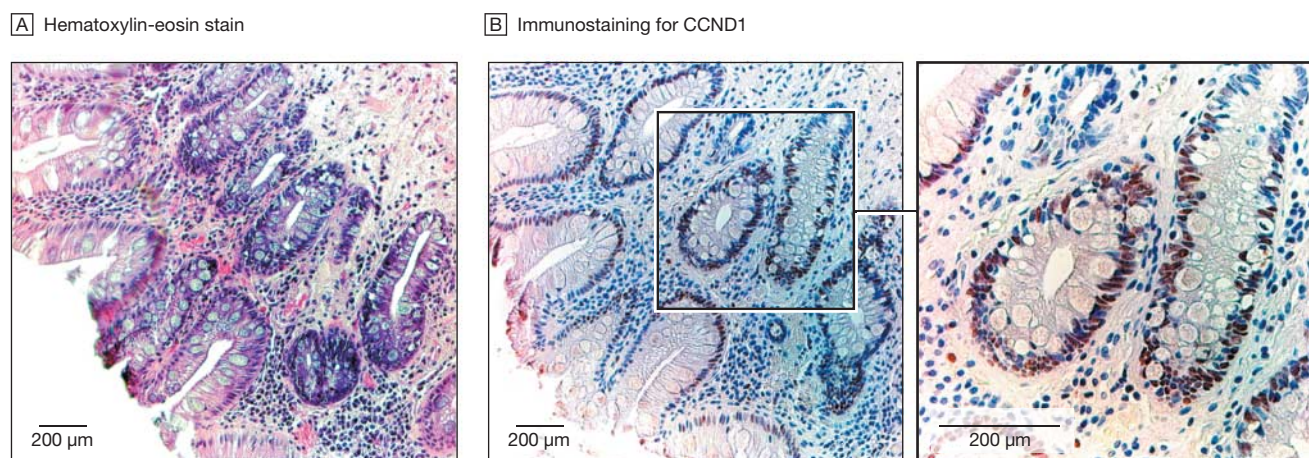 A Hematoxylin-eosin stain
B Immunostaining for CCND1
200 μm
200 μm
200 μm